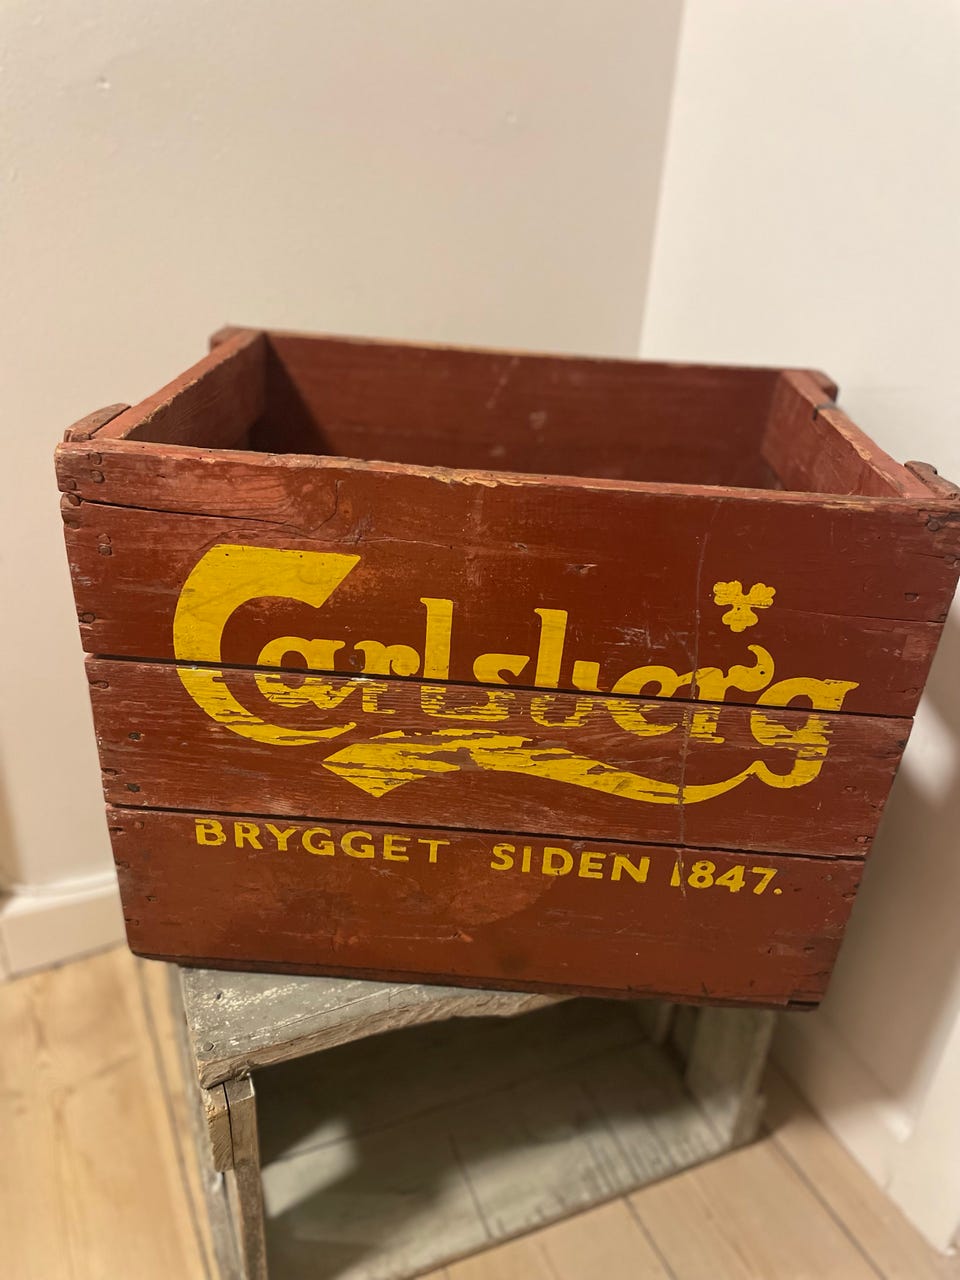 Carlsberg
BRYGGET SIDEN 1847.